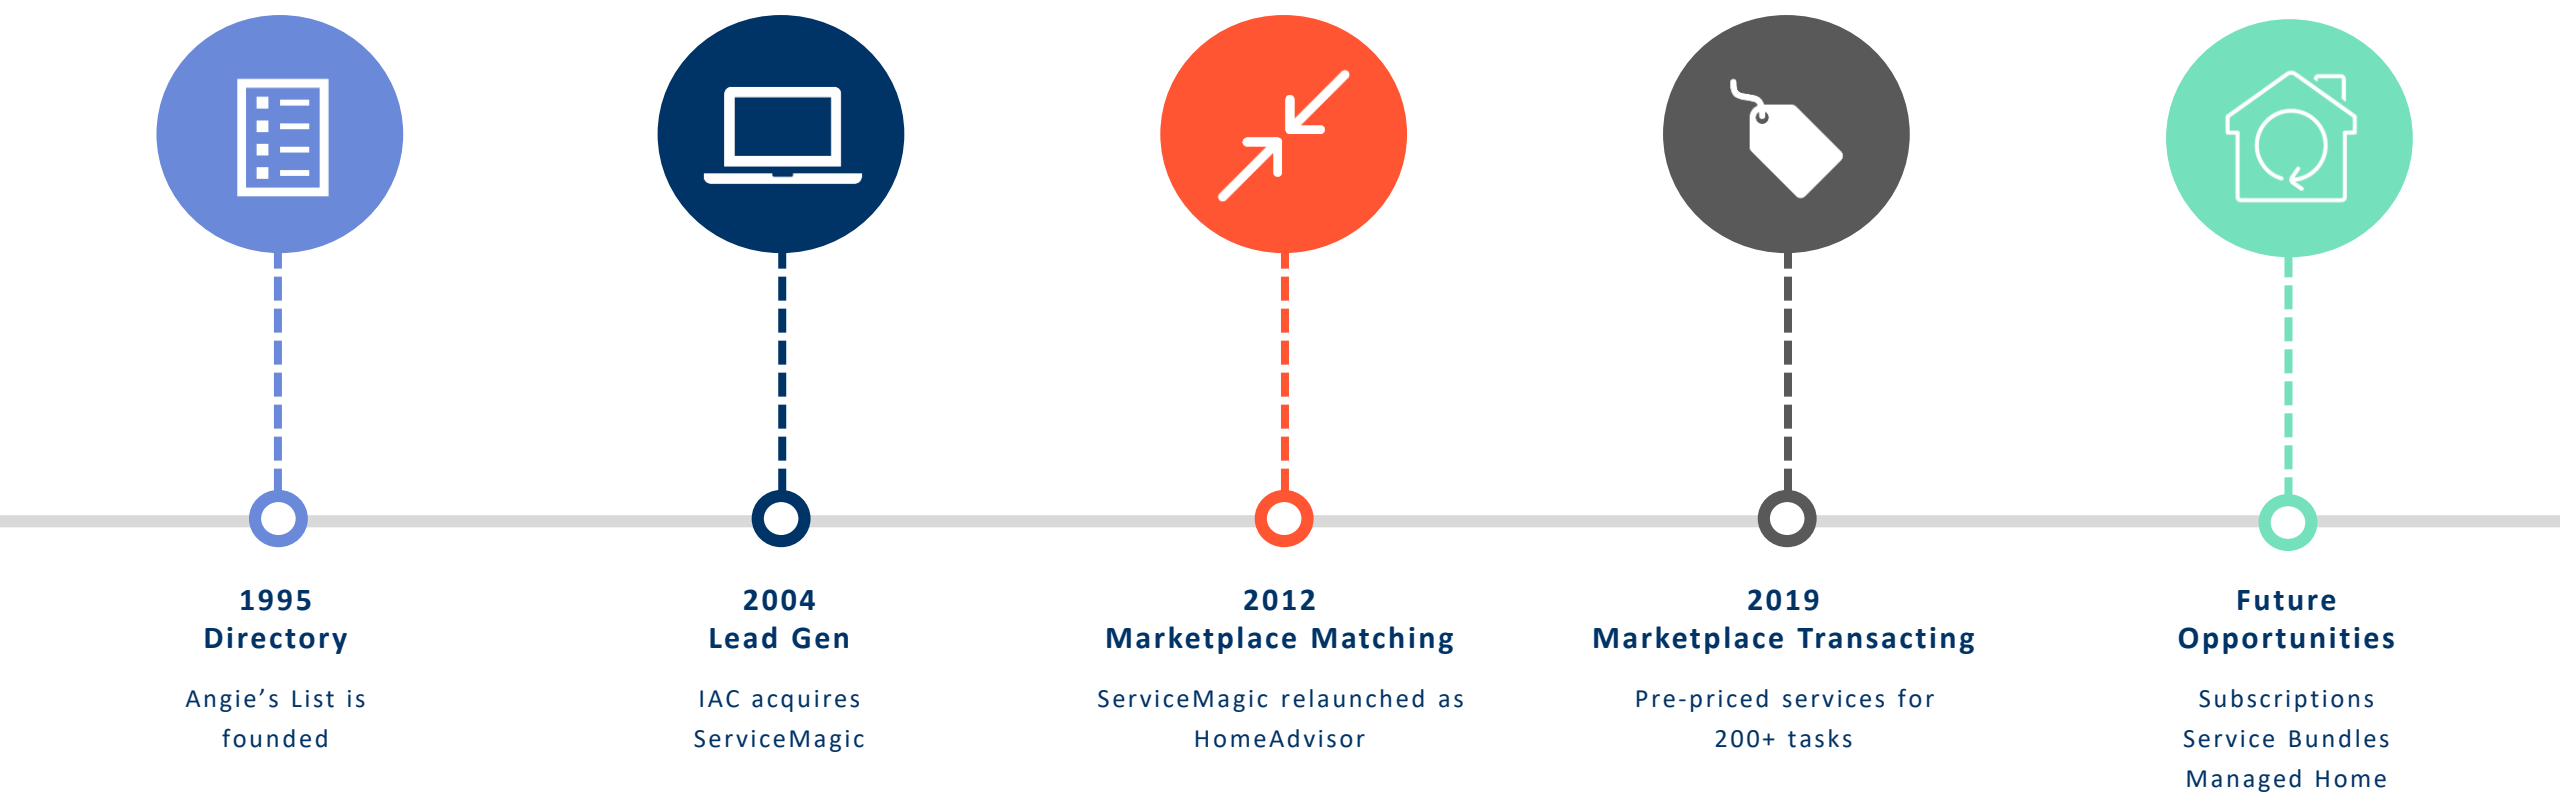 1995
Directory
Angie’s List is
founded
2004
Lead Gen
IAC acquires
ServiceMagic
2012
Marketplace Matching
ServiceMagic relaunched as
HomeAdvisor
2019
Marketplace Transacting
Pre-priced services for
200+ tasks
Future
Opportunities
Subscriptions
Service Bundles
Managed Home